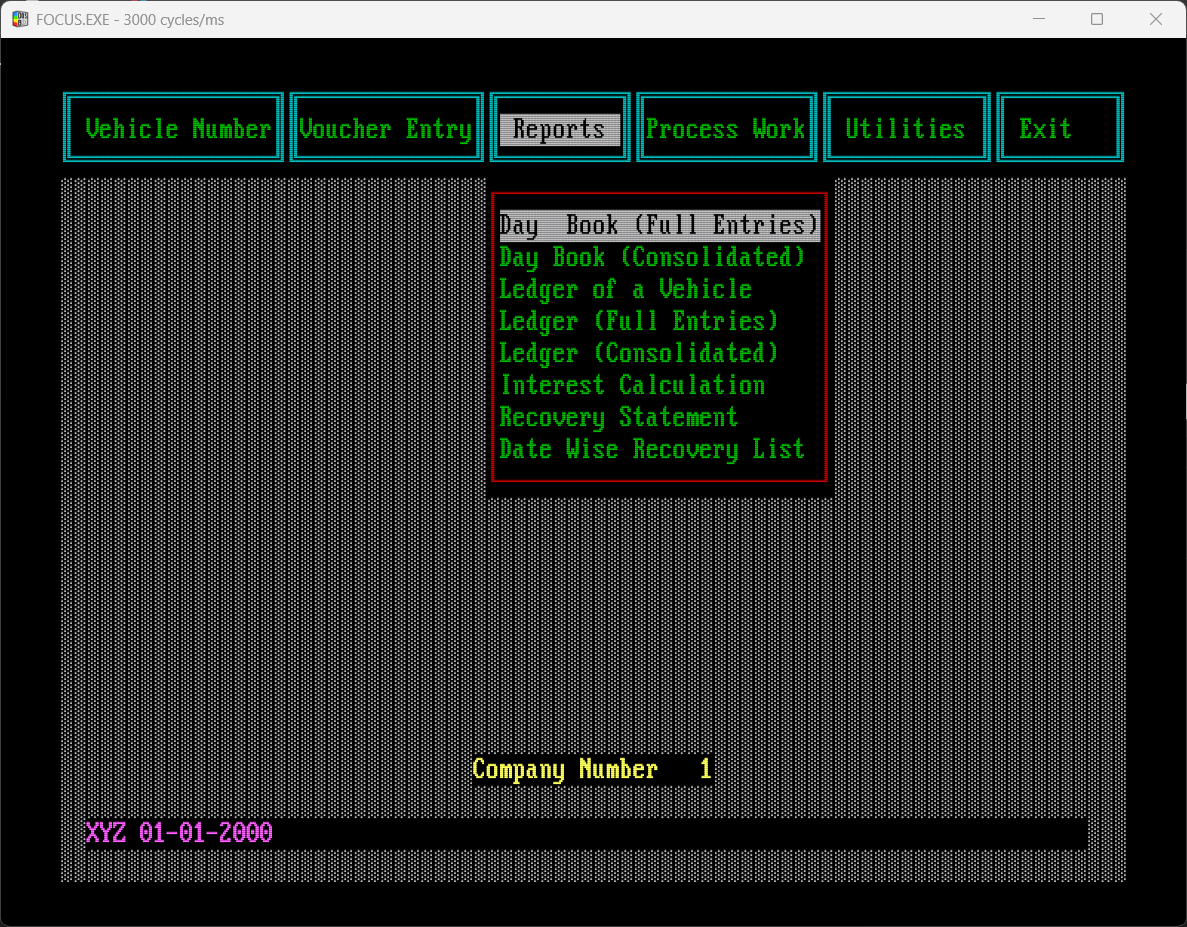 FOCUS.EXE - 3000 cycles/ms
Vehicle Number Voucher Entry Reports Process Work Utilities Exit
Day  Book (Full Entries)
Day Book (Consolidated)
Ledger of a Vehicle
Ledger (Full Entries)
Ledger (Consolidated)
Interest Calculation
Recovery Statement
Date Wise Recovery List
Company Number   1
XYZ 01-01-2000